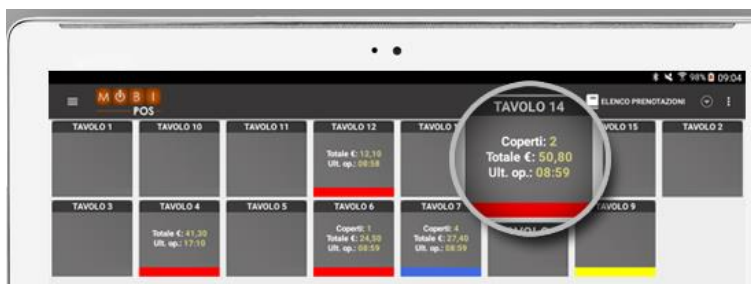 98% 09:04
MOBI
POS
ELENCO PRENOTAZIONI
TAVOLO 1
TAVOLO 10
TAVOLO 11
TAVOLO 12
Totale €: 12,10
Ult. op.: 08:58
TAVOLO
TAVOLO 14
Coperti: 2
Totale €: 50,80
Ult. op.: 08:59
TAVOLO 15
TAVOLO 2
TAVOLO 3
TAVOLO 4
Totale €: 41,30
Ult. op.: 17:10
TAVOLO 5
TAVOLO 6
Coperti: 1
Totale €: 24,50
Ult. op.: 08:59
TAVOLO 7
Coperti: 4
Totale €: 27,40
Ult. op.: 08:59
TAVOLO 9